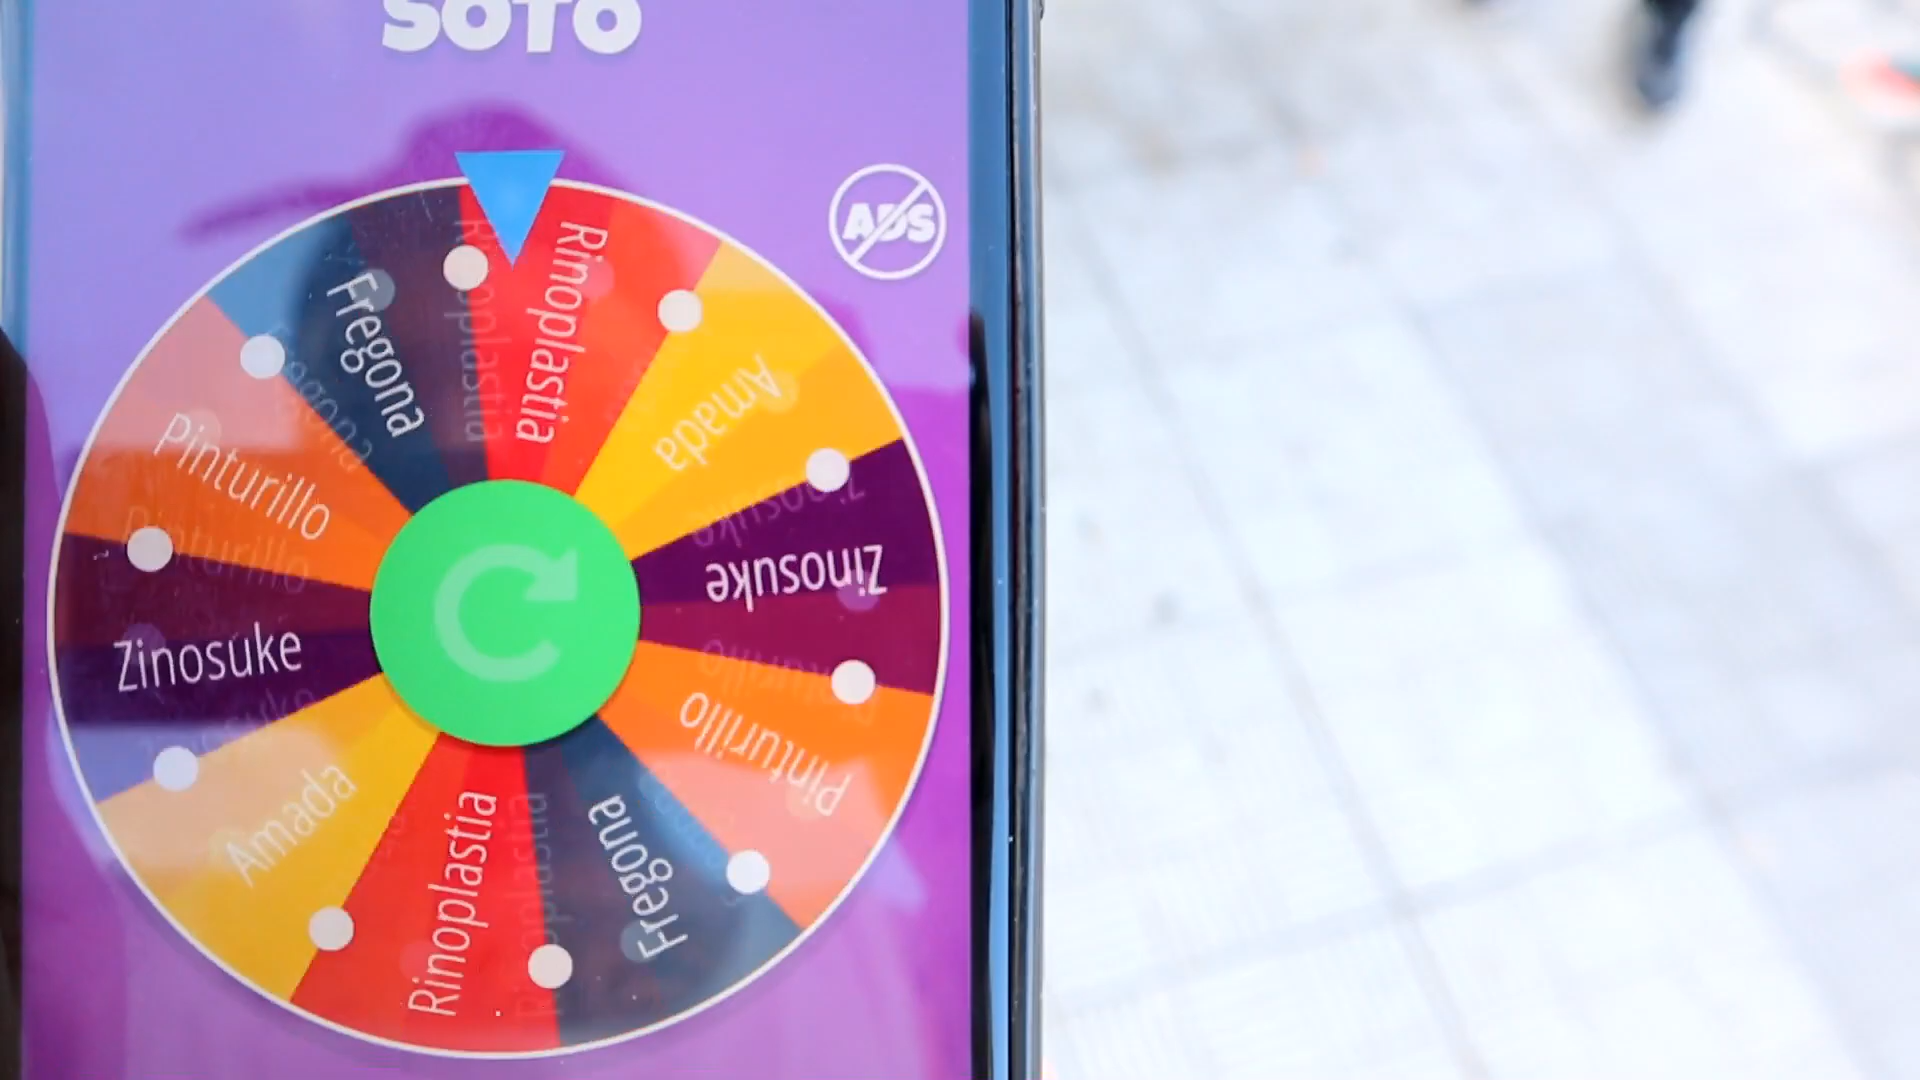 SOTO
ADS
Rinoplastia
Amada
Zinosuke
Pinturillo
Fregona
Rinoplastia
Amada
Zinosuke
Pinturillo
Fregona